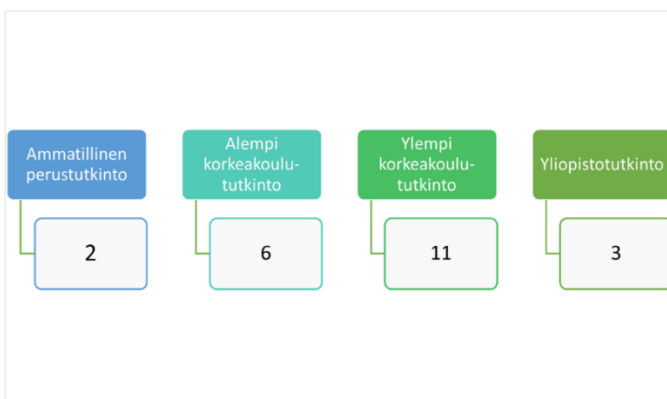 Ammatillinen
perustutkinto
2
Alempi
korkeakoulu-
tutkinto
6
Ylempi
korkeakoulu-
tutkinto
11
Yliopistotutkinto
3